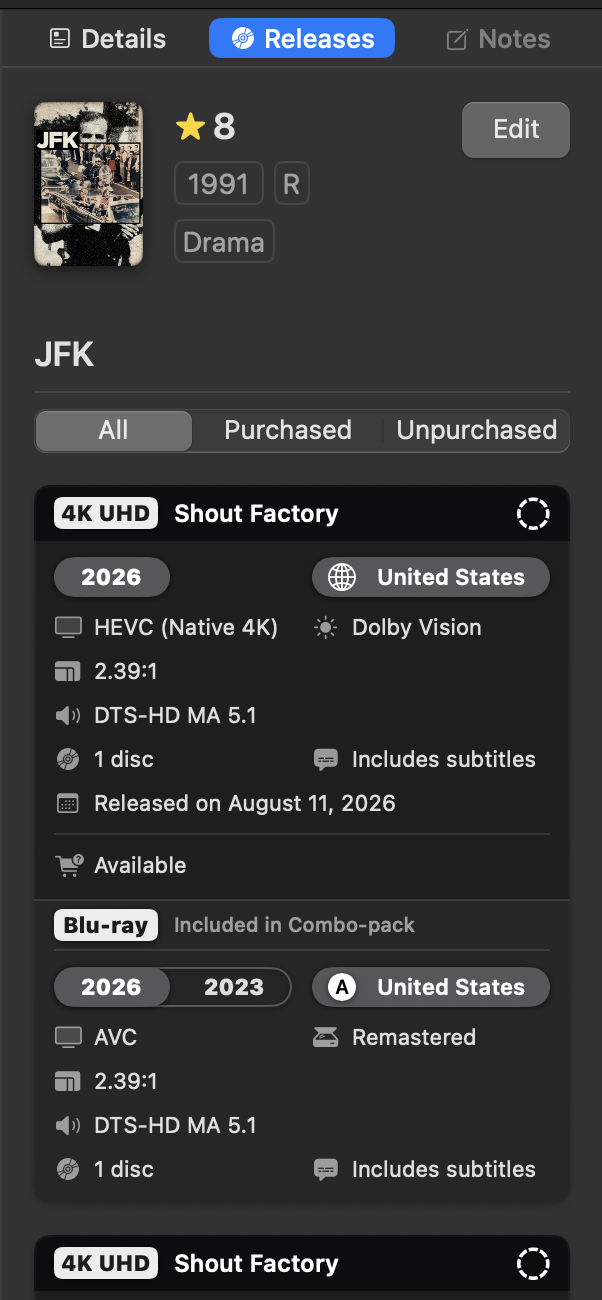 Details Releases Notes
JFK
8
Edit
1991 R
Drama
JFK
All Purchased Unpurchased
4K UHD Shout Factory
2026 United States
HEVC (Native 4K) Dolby Vision
2.39:1
DTS-HD MA 5.1
1 disc Includes subtitles
Released on August 11, 2026
? Available
Blu-ray Included in Combo-pack
2026 2023 A United States
AVC Remastered
2.39:1
DTS-HD MA 5.1
1 disc Includes subtitles
4K UHD Shout Factory